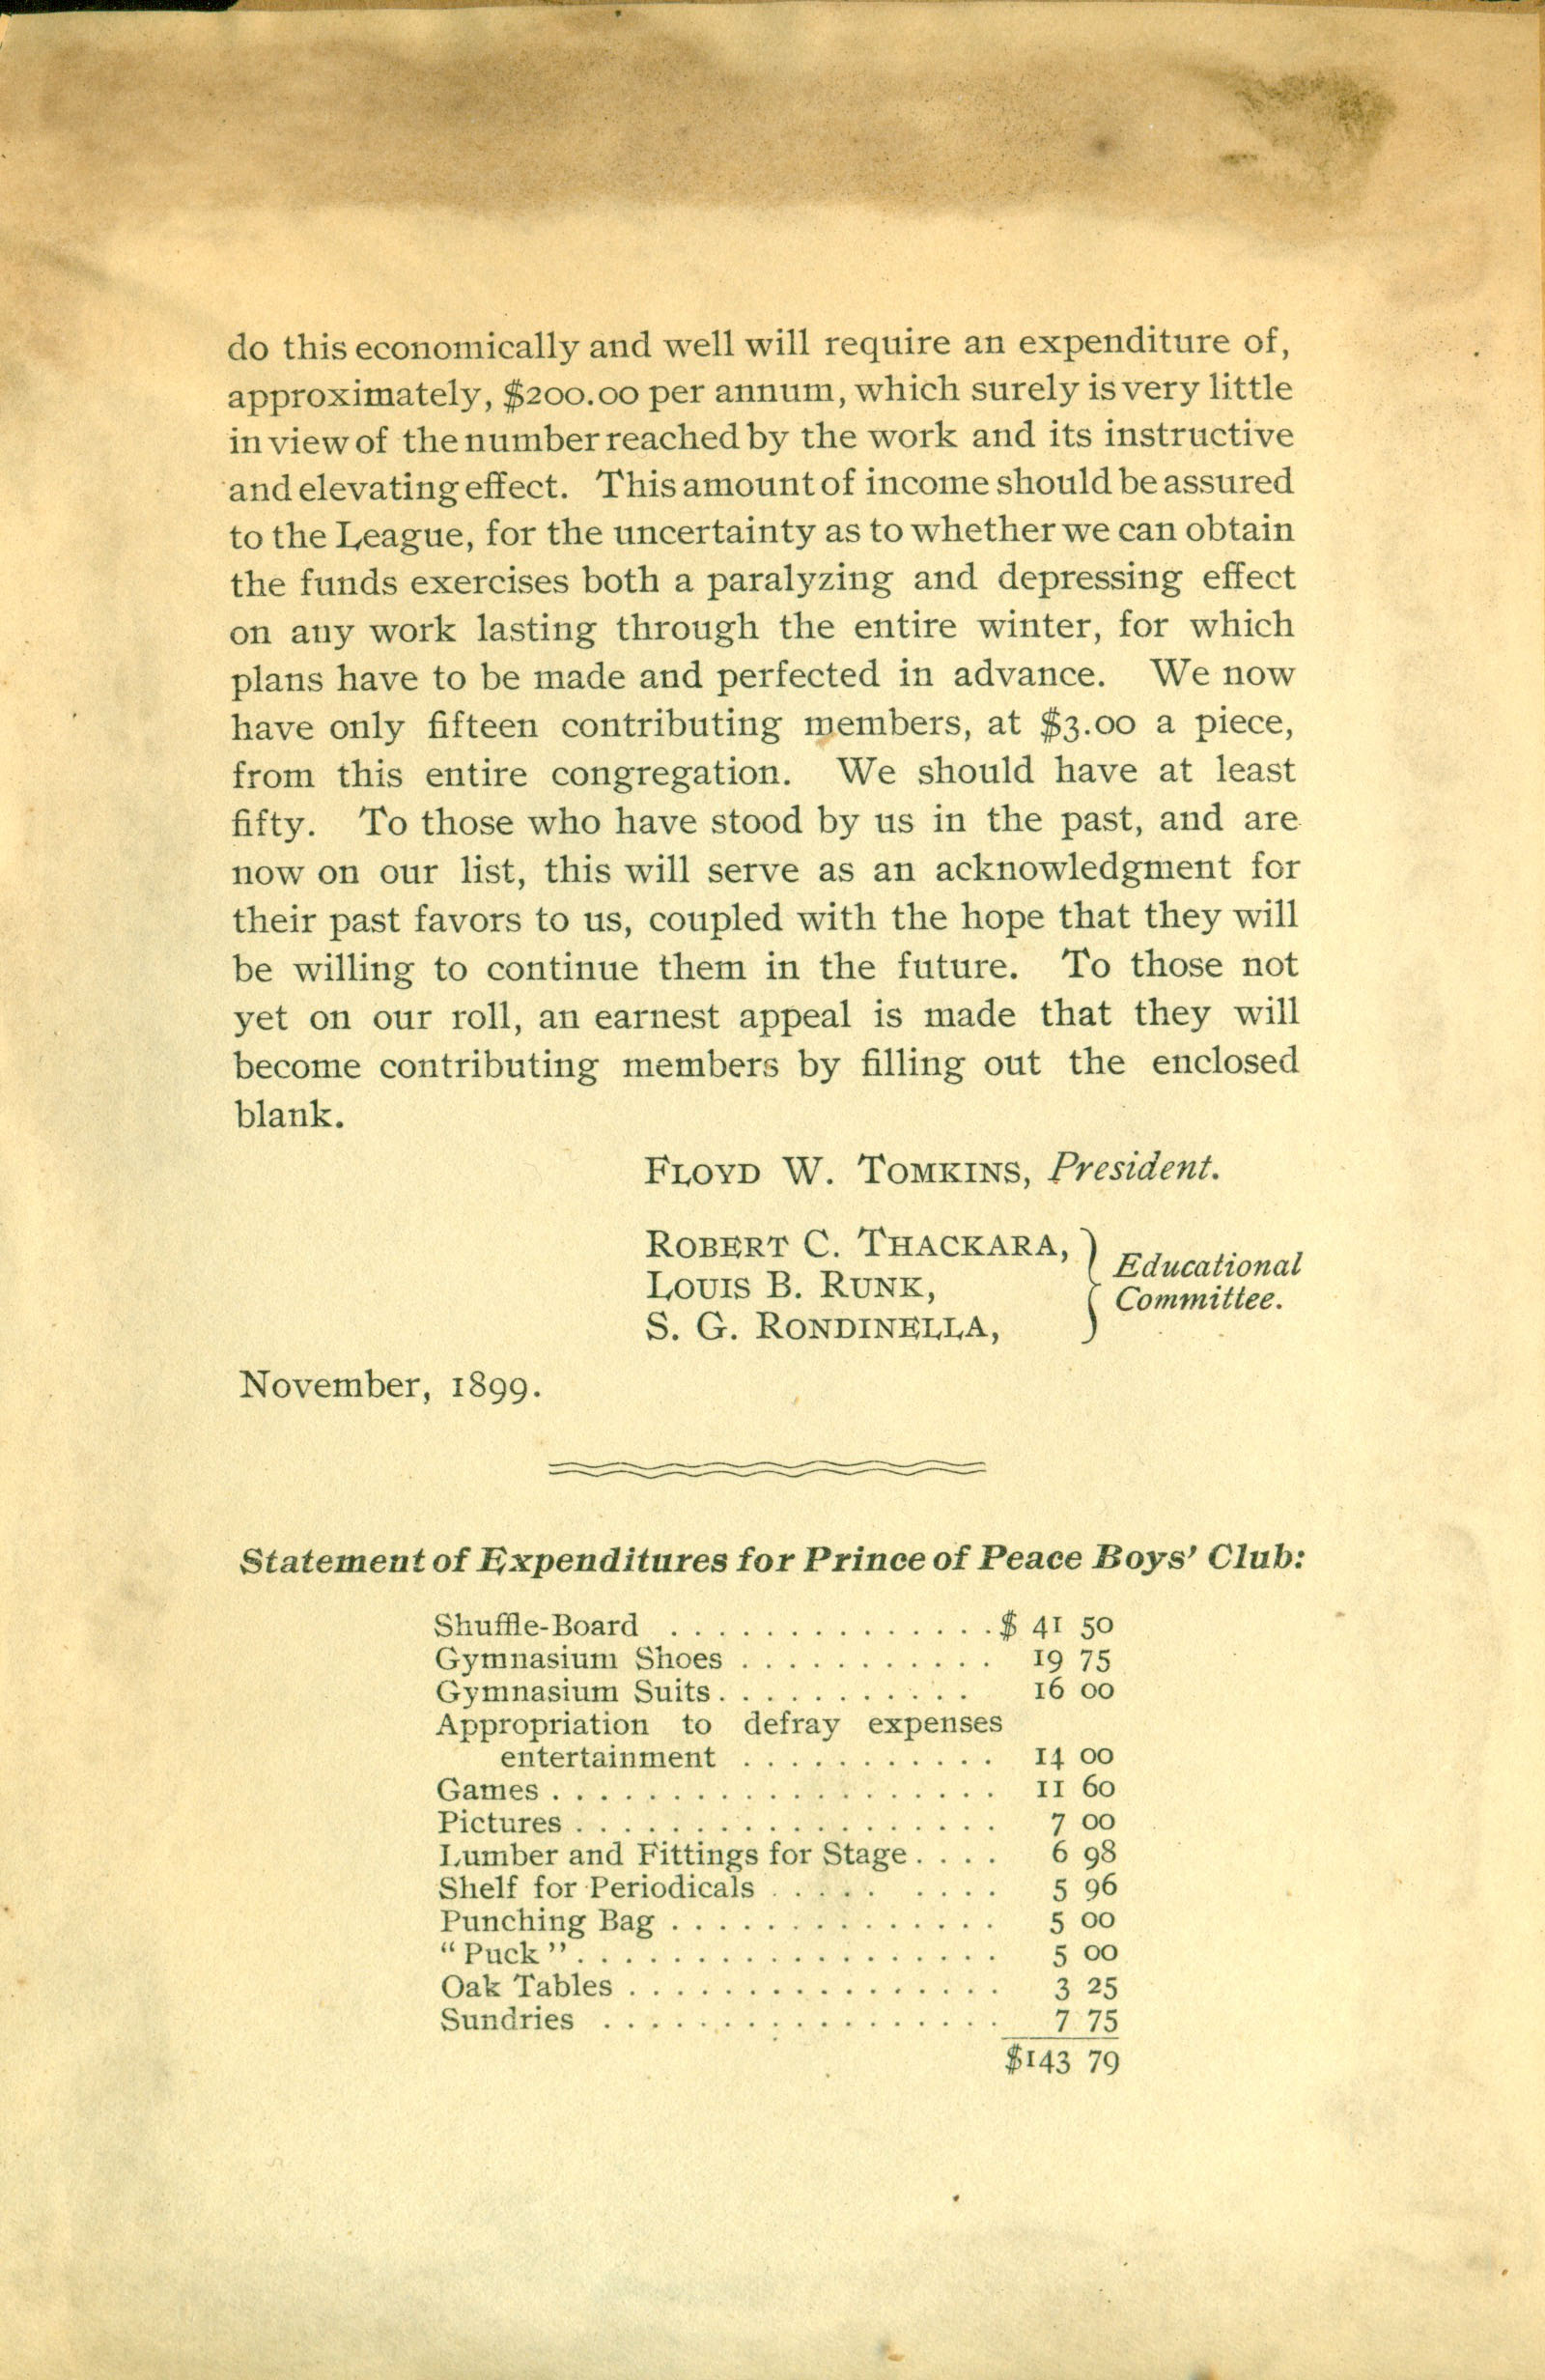 do this economically and well will require an expenditure of,
approximately, $200.00 per annum, which surely is very little
in view of the number reached by the work and its instructive
and elevating effect. This amount of income should be assured
to the League, for the uncertainty as to whether we can obtain
the funds exercises both a paralyzing and depressing effect
on any work lasting through the entire winter, for which
plans have to be made and perfected in advance. We now
have only fifteen contributing members, at $3.00 a piece,
from this entire congregation. We should have at least
fifty. To those who have stood by us in the past, and are
now on our list, this will serve as an acknowledgment for
their past favors to us, coupled with the hope that they will
be willing to continue them in the future. To those not
yet on our roll, an earnest appeal is made that they will
become contributing members by filling out the enclosed
blank.
FLOYD W. TOMKINS, President.
ROBERT C. THACKARA,
LOUIS B. RUNK,
S. G. RONDINELLA,
Educational
Committee.
November, 1899.
Statement of Expenditures for Prince of Peace Boys' Club:
Shuffle-Board . . . . . . . . . . . . . . $ 41 50
Gymnasium Shoes . . . . . . . . . . . 19 75
Gymnasium Suits . . . . . . . . . . . 16 00
Appropriation to defray expenses
entertainment . . . . . . . . . . . 14 00
Games . . . . . . . . . . . . . . . . . . . 11 60
Pictures . . . . . . . . . . . . . . . . . . 7 00
Lumber and Fittings for Stage . . . . 6 98
Shelf for Periodicals . . . . . . . . . 5 96
Punching Bag . . . . . . . . . . . . . . 5 00
"Puck" . . . . . . . . . . . . . . . . . . 5 00
Oak Tables . . . . . . . . . . . . . . . . 3 25
Sundries . . . . . . . . . . . . . . . . . 7 75
$143 79